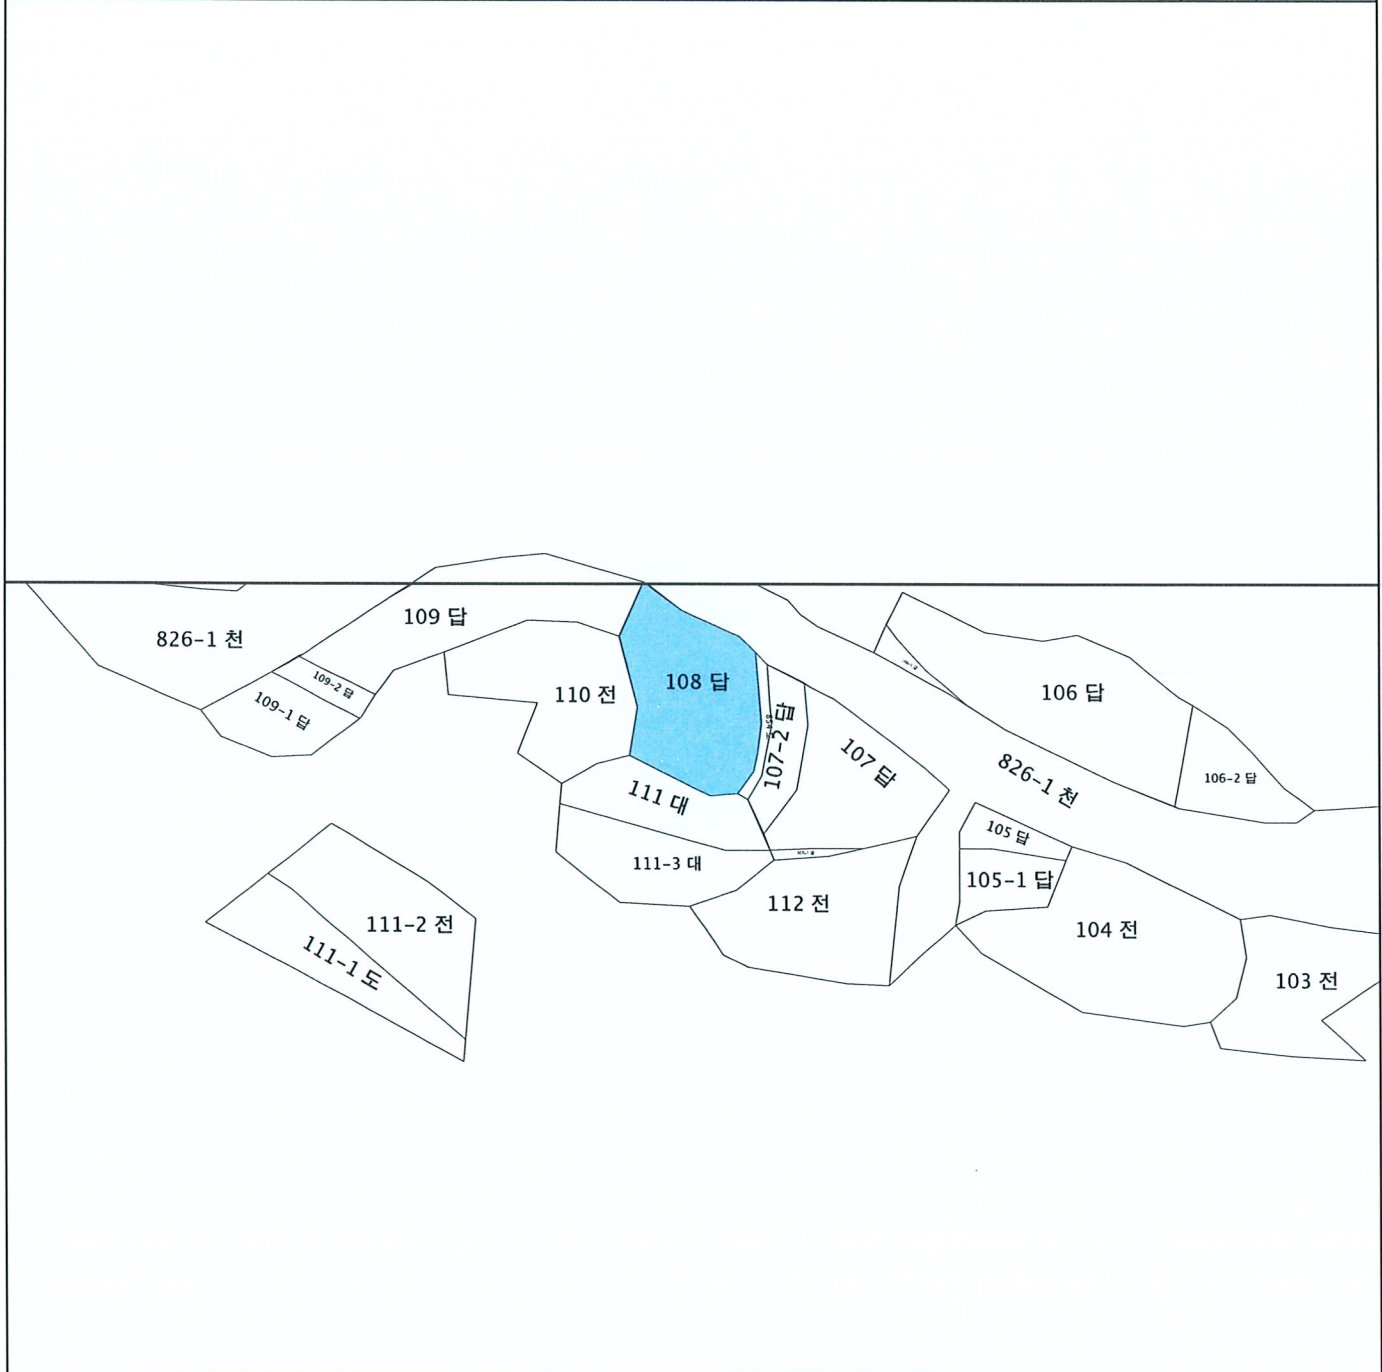 109 답
826-1 천
109-2 답
109-1 답
110 전
108 답
107-2 답
107 답
106 답
106-2 답
826-1 천
111 대
111-3 대
105 답
105-1 답
112 전
104 전
103 전
111-2 전
111-1 도